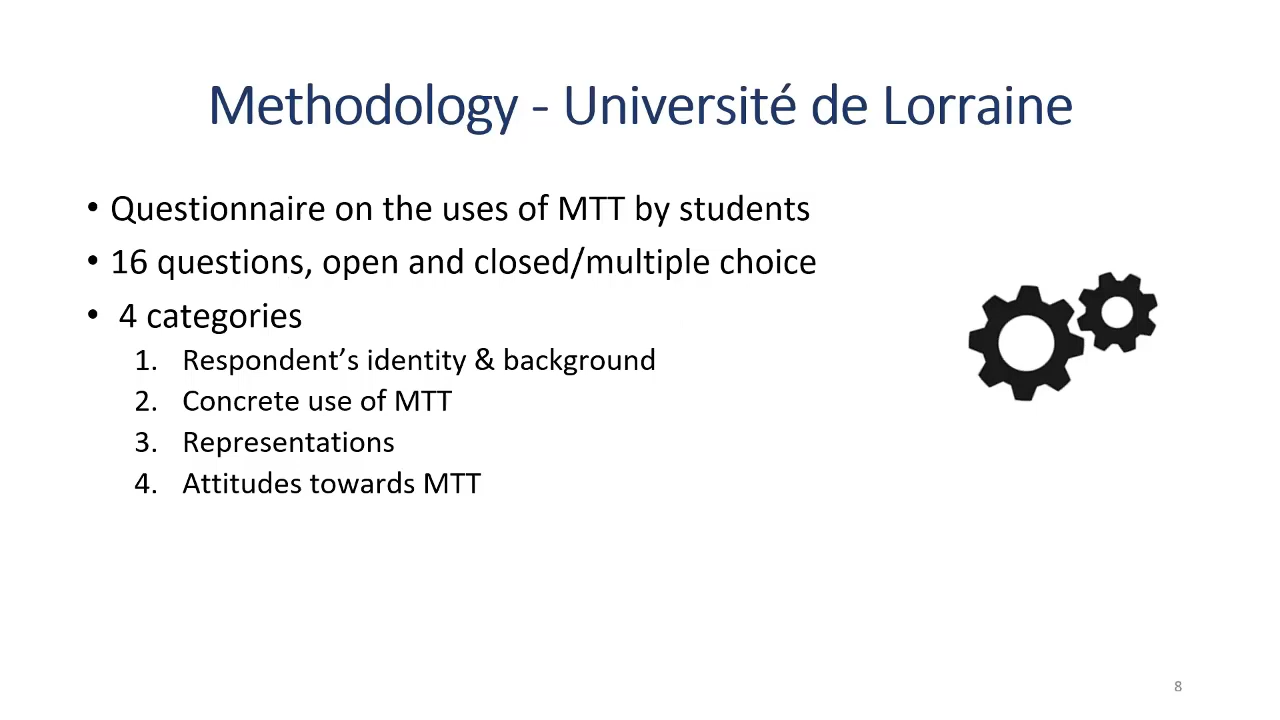 Methodology - Université de Lorraine
• Questionnaire on the uses of MTT by students
• 16 questions, open and closed/multiple choice
• 4 categories
1. Respondent’s identity & background
2. Concrete use of MTT
3. Representations
4. Attitudes towards MTT
8